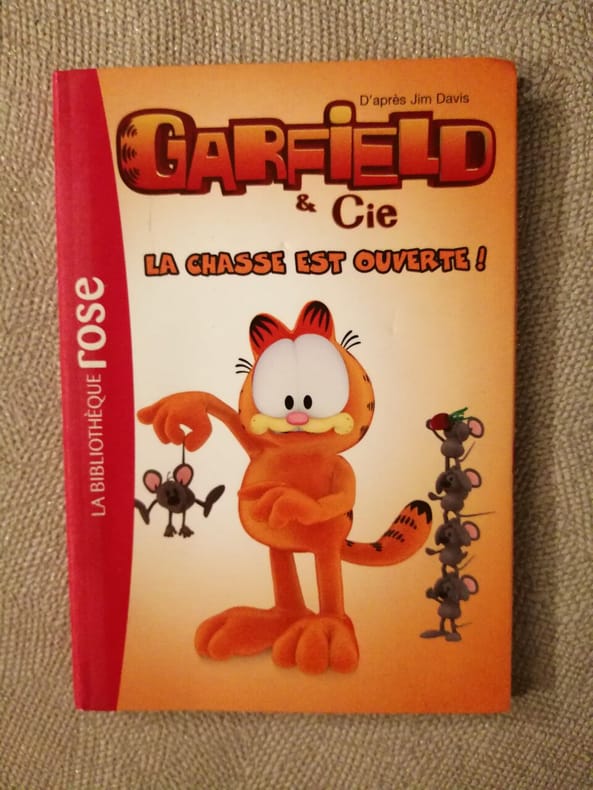 D'après Jim Davis
GARFIELD
& Cie
LA CHASSE EST OUVERTE !
LA BIBLIOTHÈQUE rose